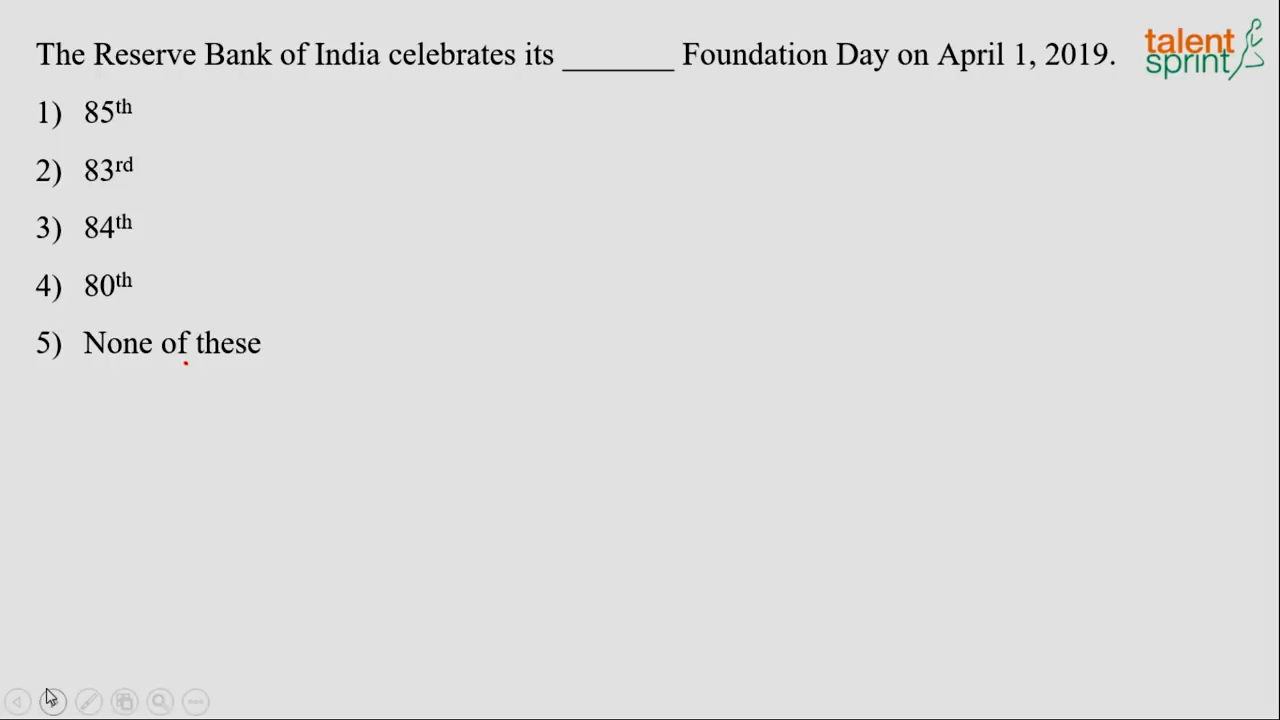 The Reserve Bank of India celebrates its _______ Foundation Day on April 1, 2019.
talent
sprint
1) 85th
2) 83rd
3) 84th
4) 80th
5) None of these